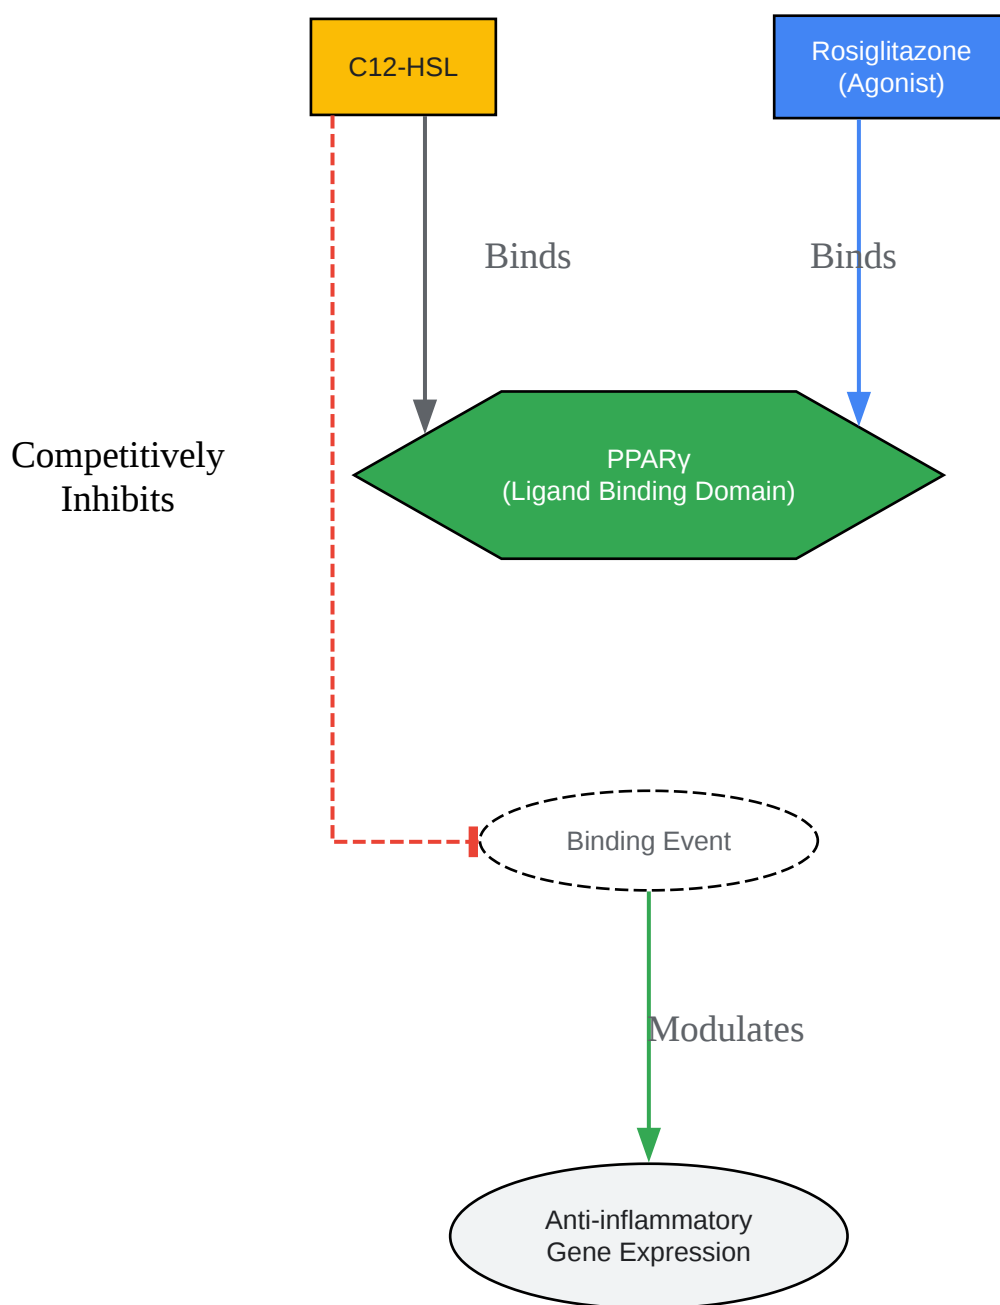 C12-HSL
Rosiglitazone
(Agonist)
Binds
Binds
Competitively
Inhibits
PPARγ
(Ligand Binding Domain)
Binding Event
Modulates
Anti-inflammatory
Gene Expression